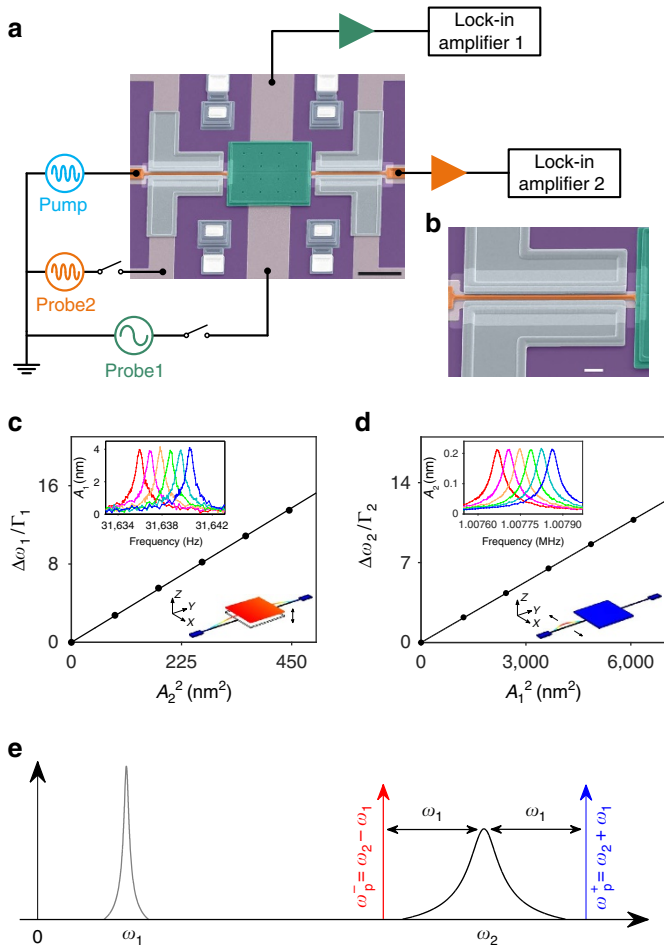 a
Lock-in
amplifier 1
Lock-in
amplifier 2
Pump
b
Probe2
Probe1
c
d
Δω₁/Γ₁
16
8
0
A₁ (nm)
4
2
0
31,634
31,638
31,642
Frequency (Hz)
Z
Y
X
0
225
450
A₂² (nm²)
Δω₂/Γ₂
14
7
0
A₂ (nm)
0.2
0.1
0
1.00760
1.00775
1.00790
Frequency (MHz)
Z
Y
X
0
3,000
6,000
A₁² (nm²)
e
ω₁
ω₁
ωₚ⁻ = ω₂ − ω₁
ωₚ⁺ = ω₂ + ω₁
0
ω₁
ω₂